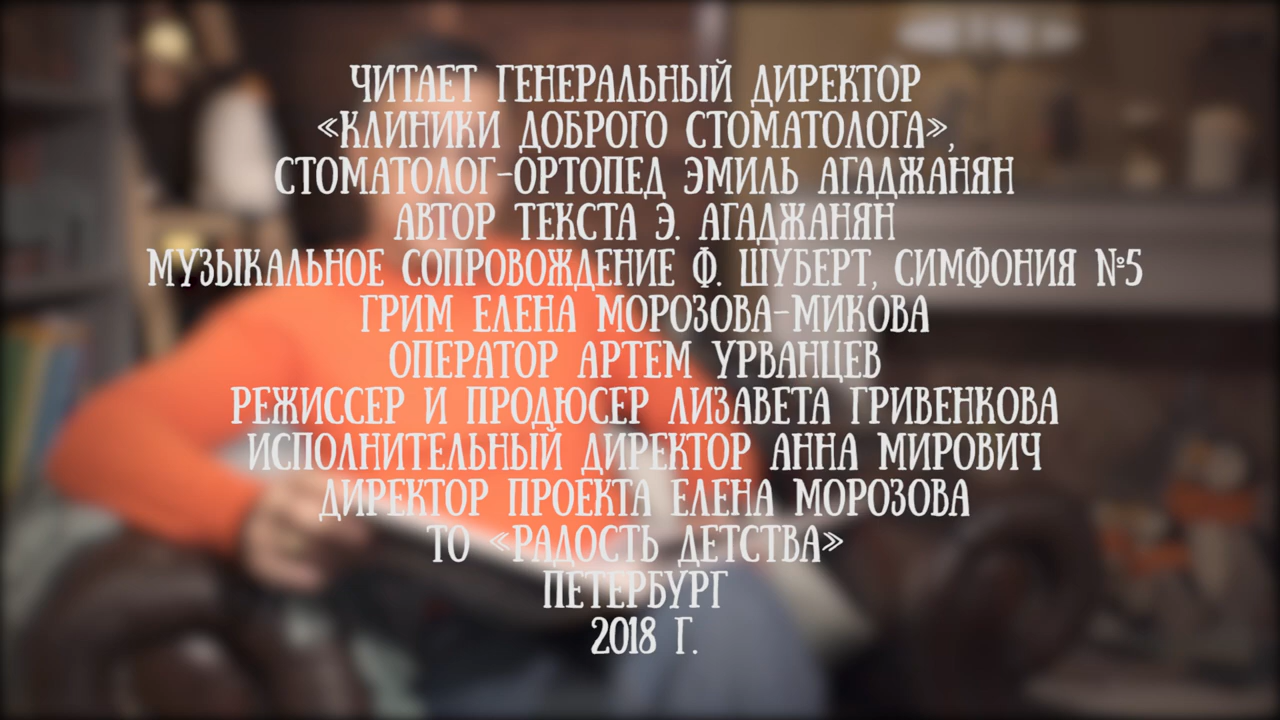 ЧИТАЕТ ГЕНЕРАЛЬНЫЙ ДИРЕКТОР
«КЛИНИКИ ДОБРОГО СТОМАТОЛОГА»,
СТОМАТОЛОГ-ОРТОПЕД ЭМИЛЬ АГАДЖАНЯН
АВТОР ТЕКСТА Э. АГАДЖАНЯН
МУЗЫКАЛЬНОЕ СОПРОВОЖДЕНИЕ Ф. ШУБЕРТ, СИМФОНИЯ №5
ГРИМ ЕЛЕНА МОРОЗОВА-МИКОВА
ОПЕРАТОР АРТЕМ УРВАНЦЕВ
РЕЖИССЕР И ПРОДЮСЕР ЛИЗАВЕТА ГРИВЕНКОВА
ИСПОЛНИТЕЛЬНЫЙ ДИРЕКТОР АННА МИРОВИЧ
ДИРЕКТОР ПРОЕКТА ЕЛЕНА МОРОЗОВА
ТО «РАДОСТЬ ДЕТСТВА»
ПЕТЕРБУРГ
2018 Г.